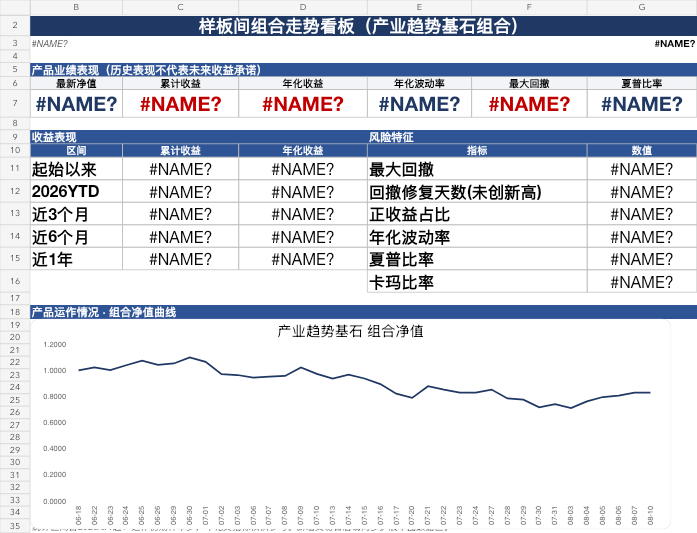 B C D E F G
2 样板间组合走势看板（产业趋势基石组合）
3 #NAME? #NAME?
4
5 产品业绩表现（历史表现不代表未来收益承诺）
6 最新净值 累计收益 年化收益 年化波动率 最大回撤 夏普比率
7 #NAME? #NAME? #NAME? #NAME? #NAME? #NAME?
8
9 收益表现 风险特征
10 区间 累计收益 年化收益 指标 数值
11 起始以来 #NAME? #NAME? 最大回撤 #NAME?
12 2026YTD #NAME? #NAME? 回撤修复天数(未创新高) #NAME?
13 近3个月 #NAME? #NAME? 正收益占比 #NAME?
14 近6个月 #NAME? #NAME? 年化波动率 #NAME?
15 近1年 #NAME? #NAME? 夏普比率 #NAME?
16 卡玛比率 #NAME?
17
18 产品运作情况 · 组合净值曲线
19
20 产业趋势基石 组合净值
21 1.2000
22
23 1.0000
24
25 0.8000
26
27 0.6000
28
29
30 0.4000
31
32 0.2000
33
34 0.0000
35
06-18 06-22 06-23 06-24 06-25 06-26 06-29 06-30 07-01 07-02 07-03 07-06 07-07 07-08 07-09 07-10 07-13 07-14 07-15 07-16 07-17 07-20 07-21 07-22 07-23 07-24 07-27 07-28 07-29 07-30 07-31 08-03 08-04 08-05 08-06 08-07 08-10